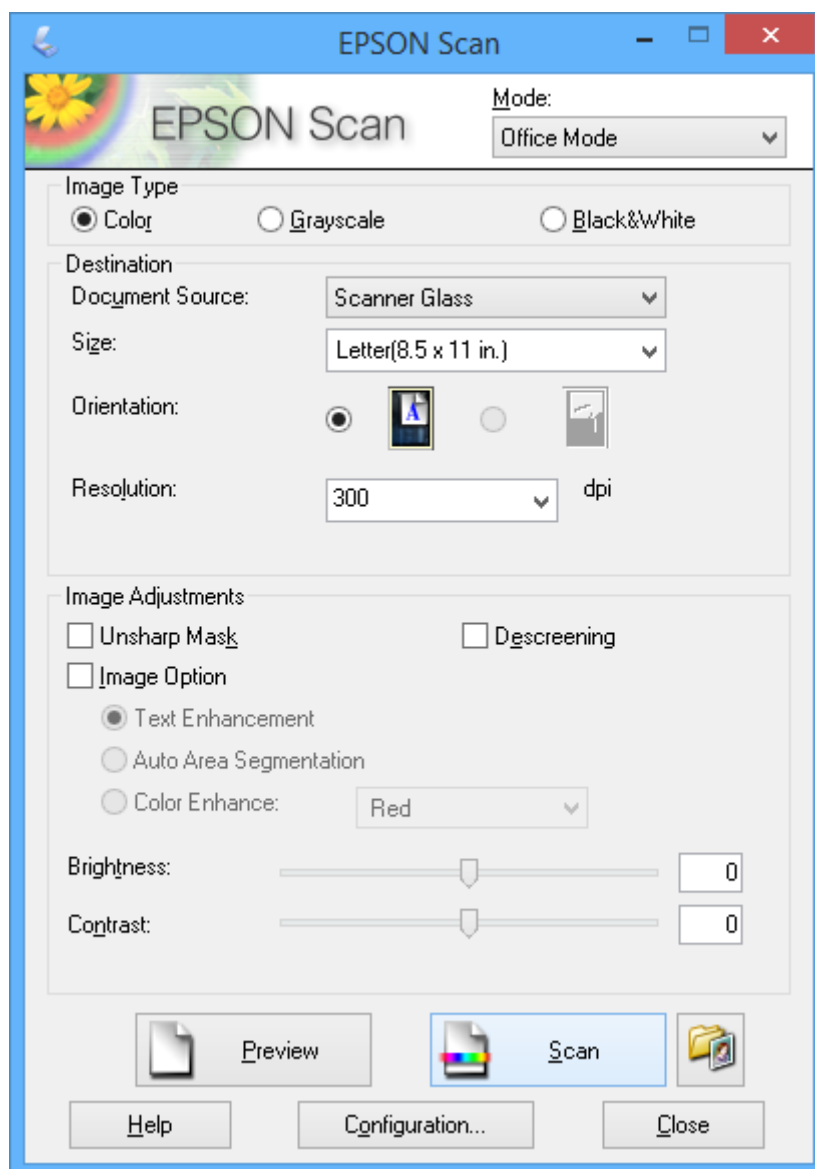 EPSON Scan
EPSON Scan
Mode:
Office Mode
Image Type
Color Grayscale Black&White
Destination
Document Source: Scanner Glass
Size: Letter(8.5 x 11 in.)
Orientation: A
Resolution: 300 dpi
Image Adjustments
Unsharp Mask Descreening
Image Option
Text Enhancement
Auto Area Segmentation
Color Enhance: Red
Brightness: 0
Contrast: 0
Preview Scan
Help Configuration... Close